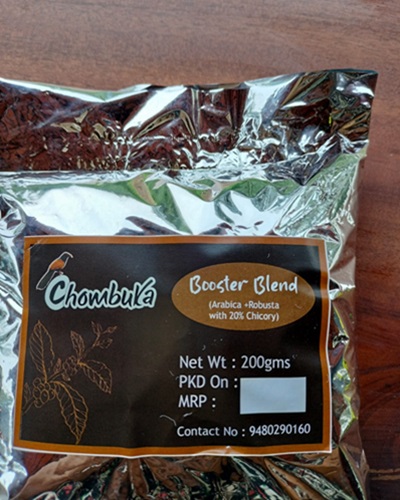 Chombuka
Booster Blend
(Arabica +Robusta
with 20% Chicory)
Net Wt : 200gms
PKD On :
MRP :
Contact No : 9480290160